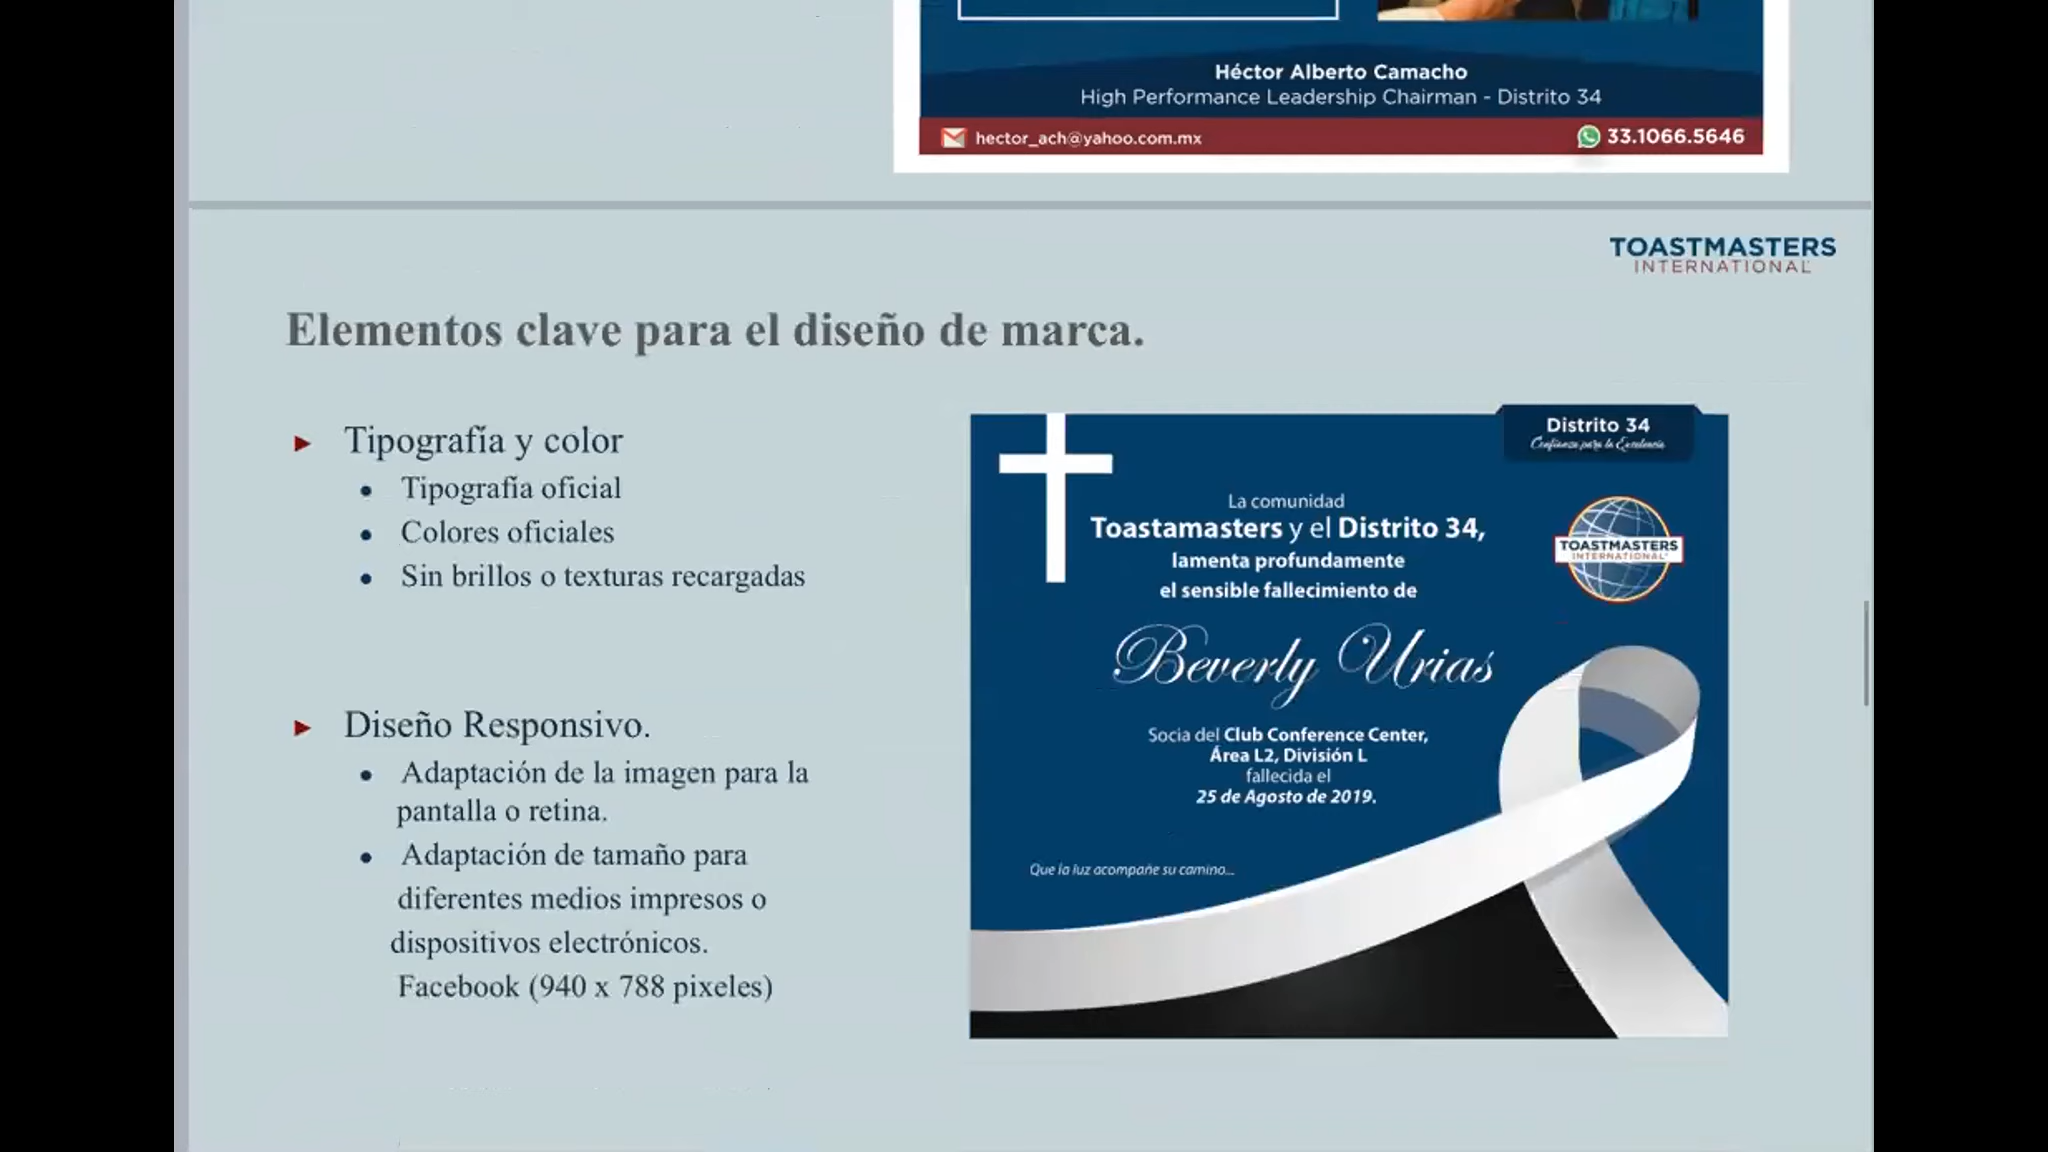 Héctor Alberto Camacho
High Performance Leadership Chairman - Distrito 34
hector_ach@yahoo.com.mx
33.1066.5646
TOASTMASTERS
INTERNATIONAL
Elementos clave para el diseño de marca.
Tipografía y color
Tipografía oficial
Colores oficiales
Sin brillos o texturas recargadas
Diseño Responsivo.
Adaptación de la imagen para la
pantalla o retina.
Adaptación de tamaño para
diferentes medios impresos o
dispositivos electrónicos.
Facebook (940 x 788 pixeles)
Distrito 34
Confianza para la Excelencia
La comunidad
Toastamasters y el Distrito 34,
lamenta profundamente
el sensible fallecimiento de
TOASTMASTERS
INTERNATIONAL
Beverly Urias
Socia del Club Conference Center,
Área L2, División L
fallecida el
25 de Agosto de 2019.
Que la luz acompañe su camino...